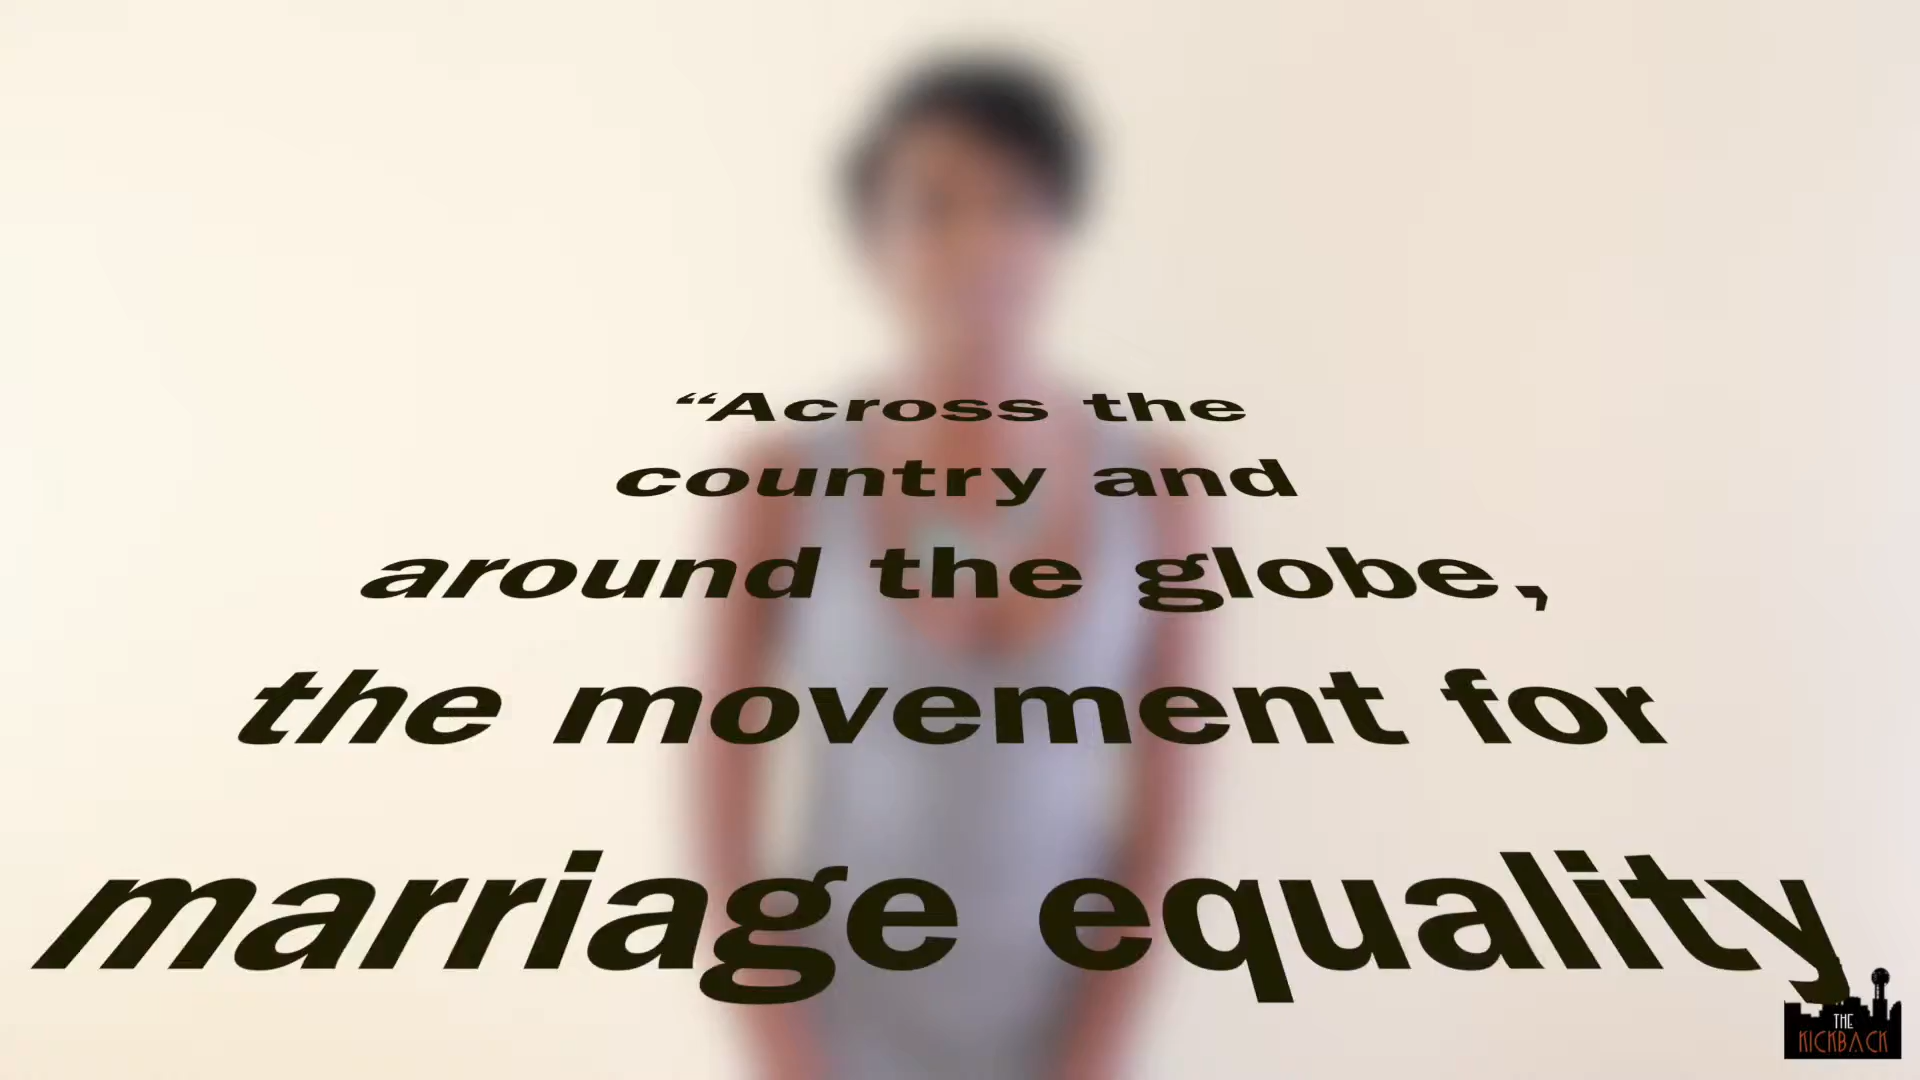 “Across the
country and
around the globe,
the movement for
marriage equality
THE
KICKBACK